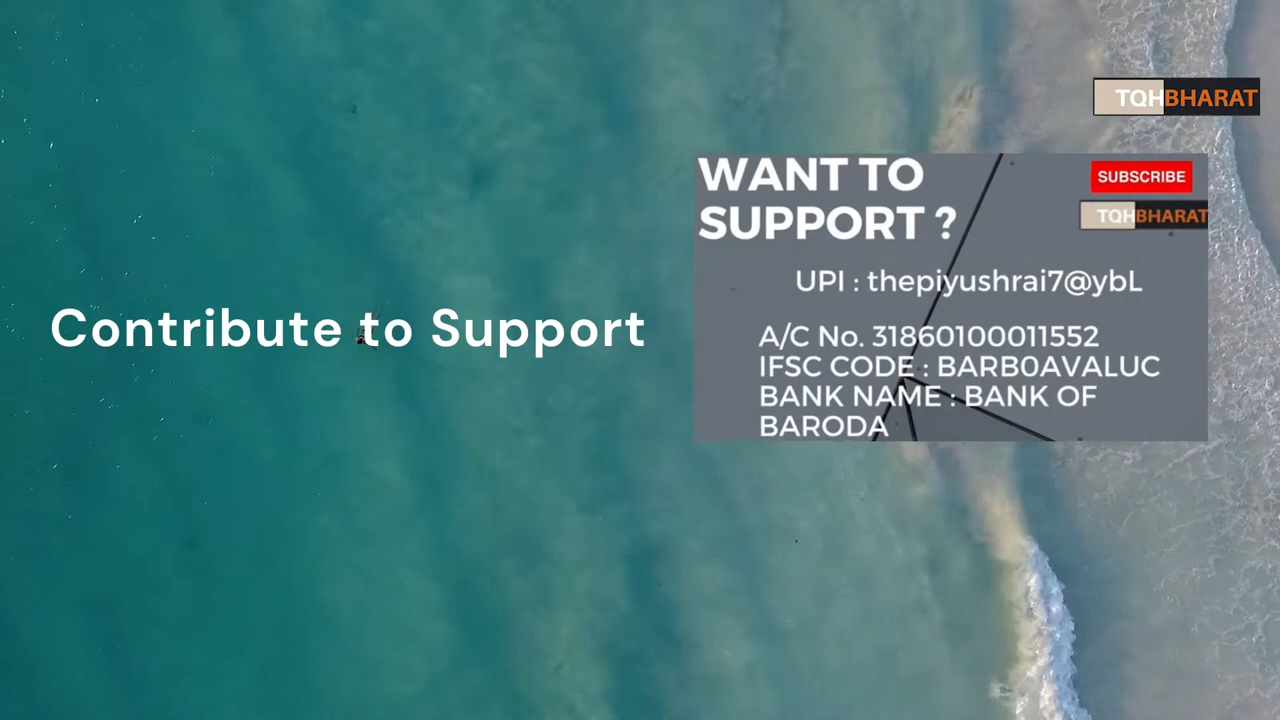 TQHBHARAT
WANT TO
SUPPORT ?
SUBSCRIBE
TQHBHARAT
UPI : thepiyushrai7@ybL
Contribute to Support
A/C No. 31860100011552
IFSC CODE : BARB0AVALUC
BANK NAME : BANK OF
BARODA